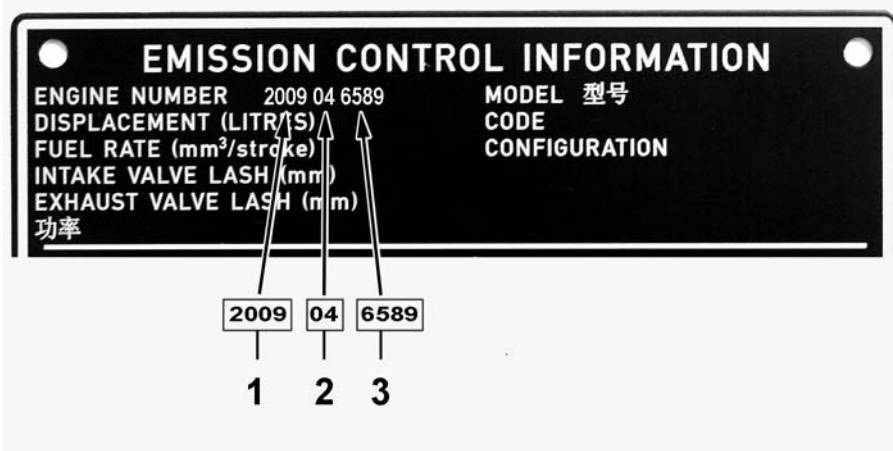 EMISSION CONTROL INFORMATION
ENGINE NUMBER 2009 04 6589
DISPLACEMENT (LITRES)
FUEL RATE (mm³/stroke)
INTAKE VALVE LASH (mm)
EXHAUST VALVE LASH (mm)
功率
MODEL 型号
CODE
CONFIGURATION
2009 04 6589
1 2 3